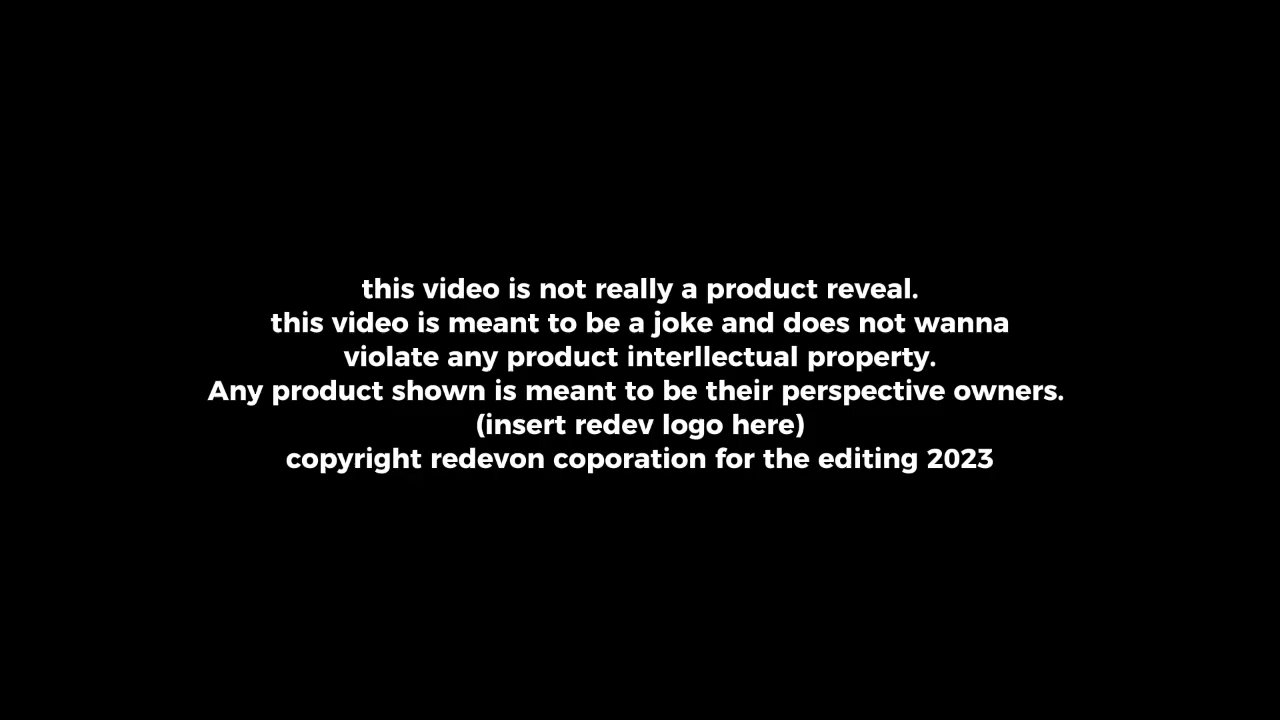 this video is not really a product reveal.
this video is meant to be a joke and does not wanna
violate any product interllectual property.
Any product shown is meant to be their perspective owners.
(insert redev logo here)
copyright redevon coporation for the editing 2023